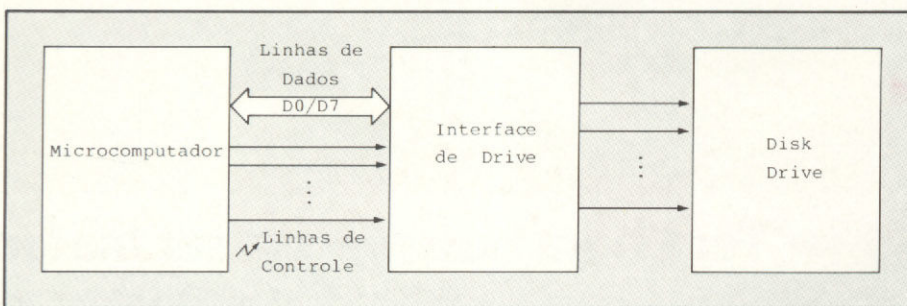 Linhas de
Dados
D0/D7
Microcomputador
Interface
de Drive
Disk
Drive
Linhas de
Controle